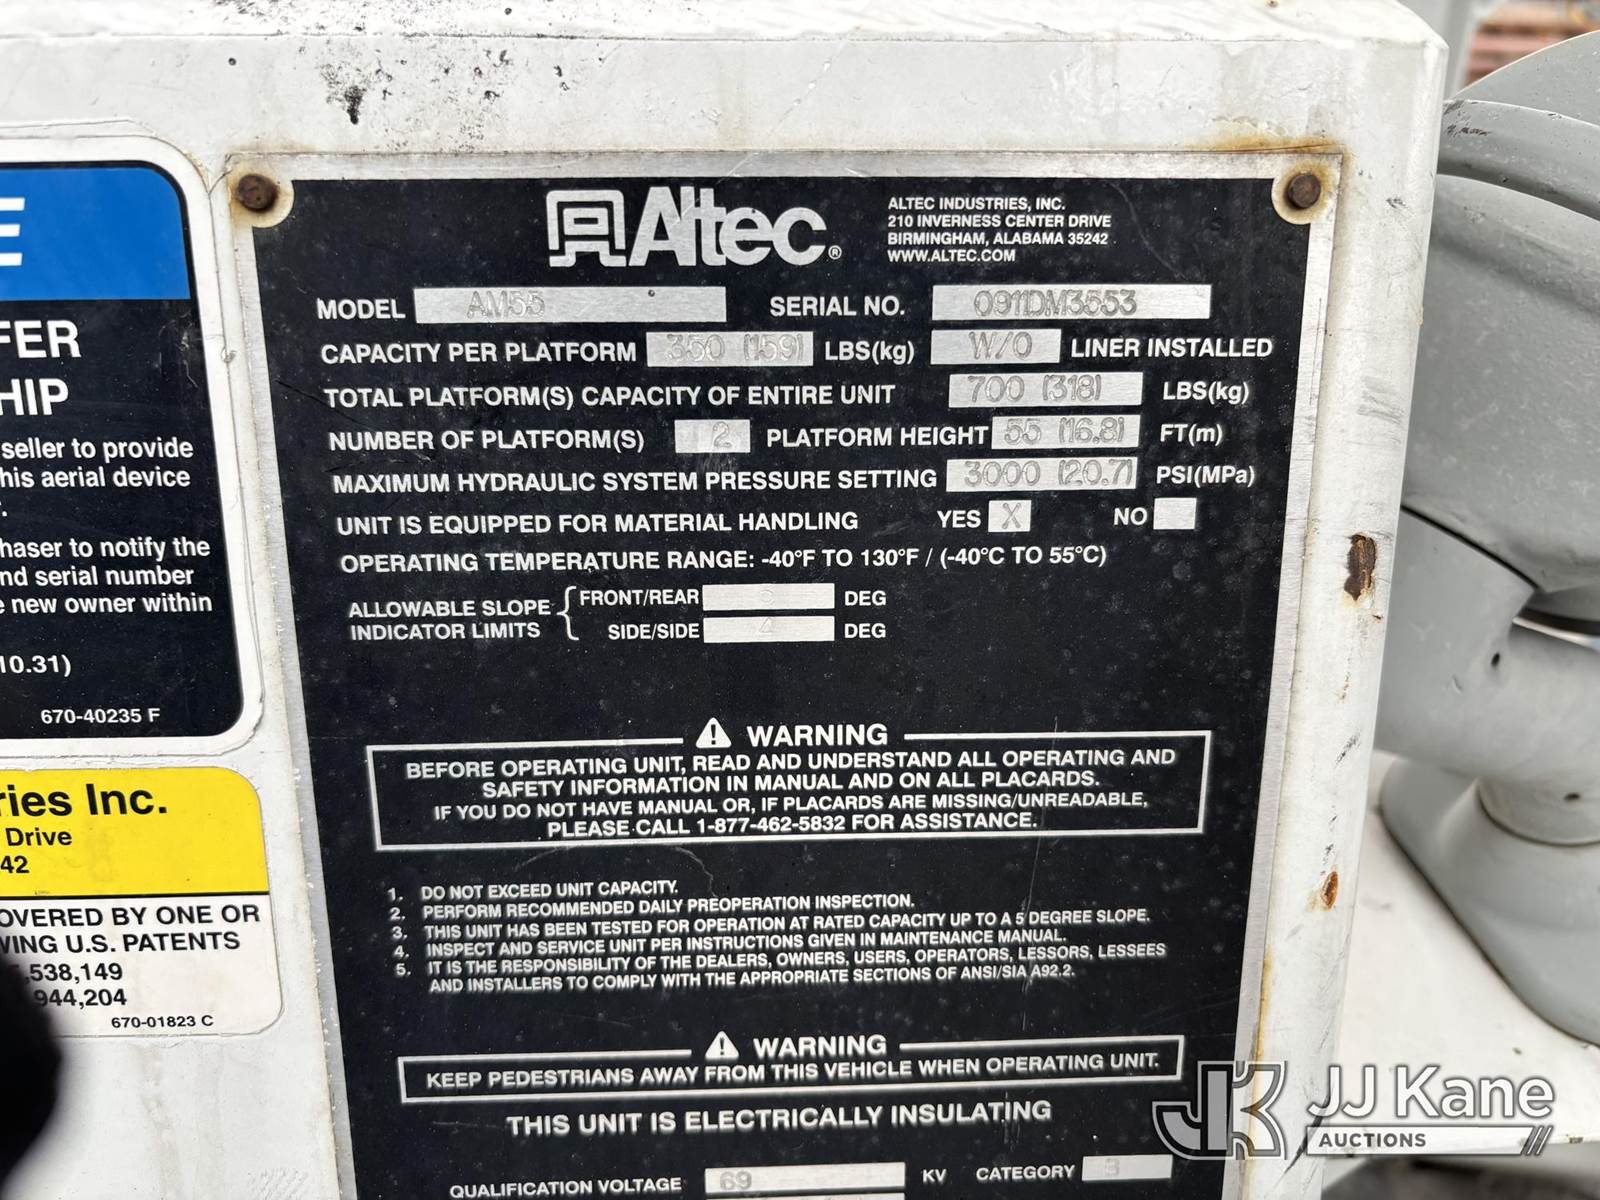 E
FER
HIP
seller to provide
his aerial device
haser to notify the
nd serial number
new owner within
10.31)
670-40235 F
ries Inc.
Drive
42
OVERED BY ONE OR
WING U.S. PATENTS
,538,149
944,204
670-01823 C
Altec®
ALTEC INDUSTRIES, INC.
210 INVERNESS CENTER DRIVE
BIRMINGHAM, ALABAMA 35242
WWW.ALTEC.COM
MODEL AM55 SERIAL NO. 0911DM3553
CAPACITY PER PLATFORM 350 (159) LBS(kg) W/O LINER INSTALLED
TOTAL PLATFORM(S) CAPACITY OF ENTIRE UNIT 700 (318) LBS(kg)
NUMBER OF PLATFORM(S) 2 PLATFORM HEIGHT 55 (16.8) FT(m)
MAXIMUM HYDRAULIC SYSTEM PRESSURE SETTING 3000 (20.7) PSI(MPa)
UNIT IS EQUIPPED FOR MATERIAL HANDLING YES X NO
OPERATING TEMPERATURE RANGE: -40°F TO 130°F / (-40°C TO 55°C)
ALLOWABLE SLOPE INDICATOR LIMITS
FRONT/REAR DEG
SIDE/SIDE 4 DEG
WARNING
BEFORE OPERATING UNIT, READ AND UNDERSTAND ALL OPERATING AND
SAFETY INFORMATION IN MANUAL AND ON ALL PLACARDS.
IF YOU DO NOT HAVE MANUAL OR, IF PLACARDS ARE MISSING/UNREADABLE,
PLEASE CALL 1-877-462-5832 FOR ASSISTANCE.
1. DO NOT EXCEED UNIT CAPACITY.
2. PERFORM RECOMMENDED DAILY PREOPERATION INSPECTION.
3. THIS UNIT HAS BEEN TESTED FOR OPERATION AT RATED CAPACITY UP TO A 5 DEGREE SLOPE.
4. INSPECT AND SERVICE UNIT PER INSTRUCTIONS GIVEN IN MAINTENANCE MANUAL.
5. IT IS THE RESPONSIBILITY OF THE DEALERS, OWNERS, USERS, OPERATORS, LESSORS, LESSEES
AND INSTALLERS TO COMPLY WITH THE APPROPRIATE SECTIONS OF ANSI/SIA A92.2.
WARNING
KEEP PEDESTRIANS AWAY FROM THIS VEHICLE WHEN OPERATING UNIT.
THIS UNIT IS ELECTRICALLY INSULATING
QUALIFICATION VOLTAGE 69 KV CATEGORY B
JK JJ Kane
AUCTIONS